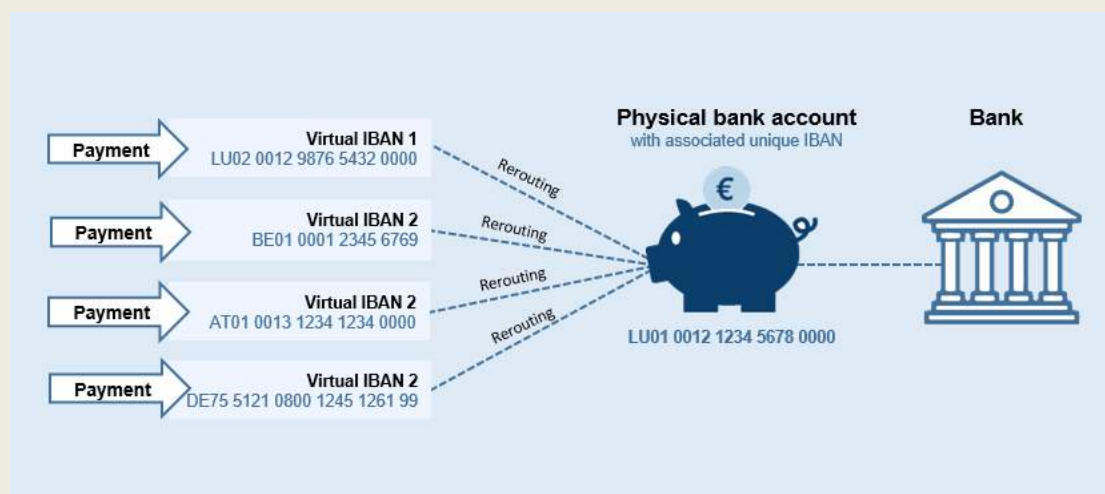 Payment
Virtual IBAN 1
LU02 0012 9876 5432 0000
Payment
Virtual IBAN 2
BE01 0001 2345 6769
Payment
Virtual IBAN 2
AT01 0013 1234 1234 0000
Payment
Virtual IBAN 2
DE75 5121 0800 1245 1261 99
Rerouting
Rerouting
Rerouting
Rerouting
Physical bank account
with associated unique IBAN
€
LU01 0012 1234 5678 0000
Bank